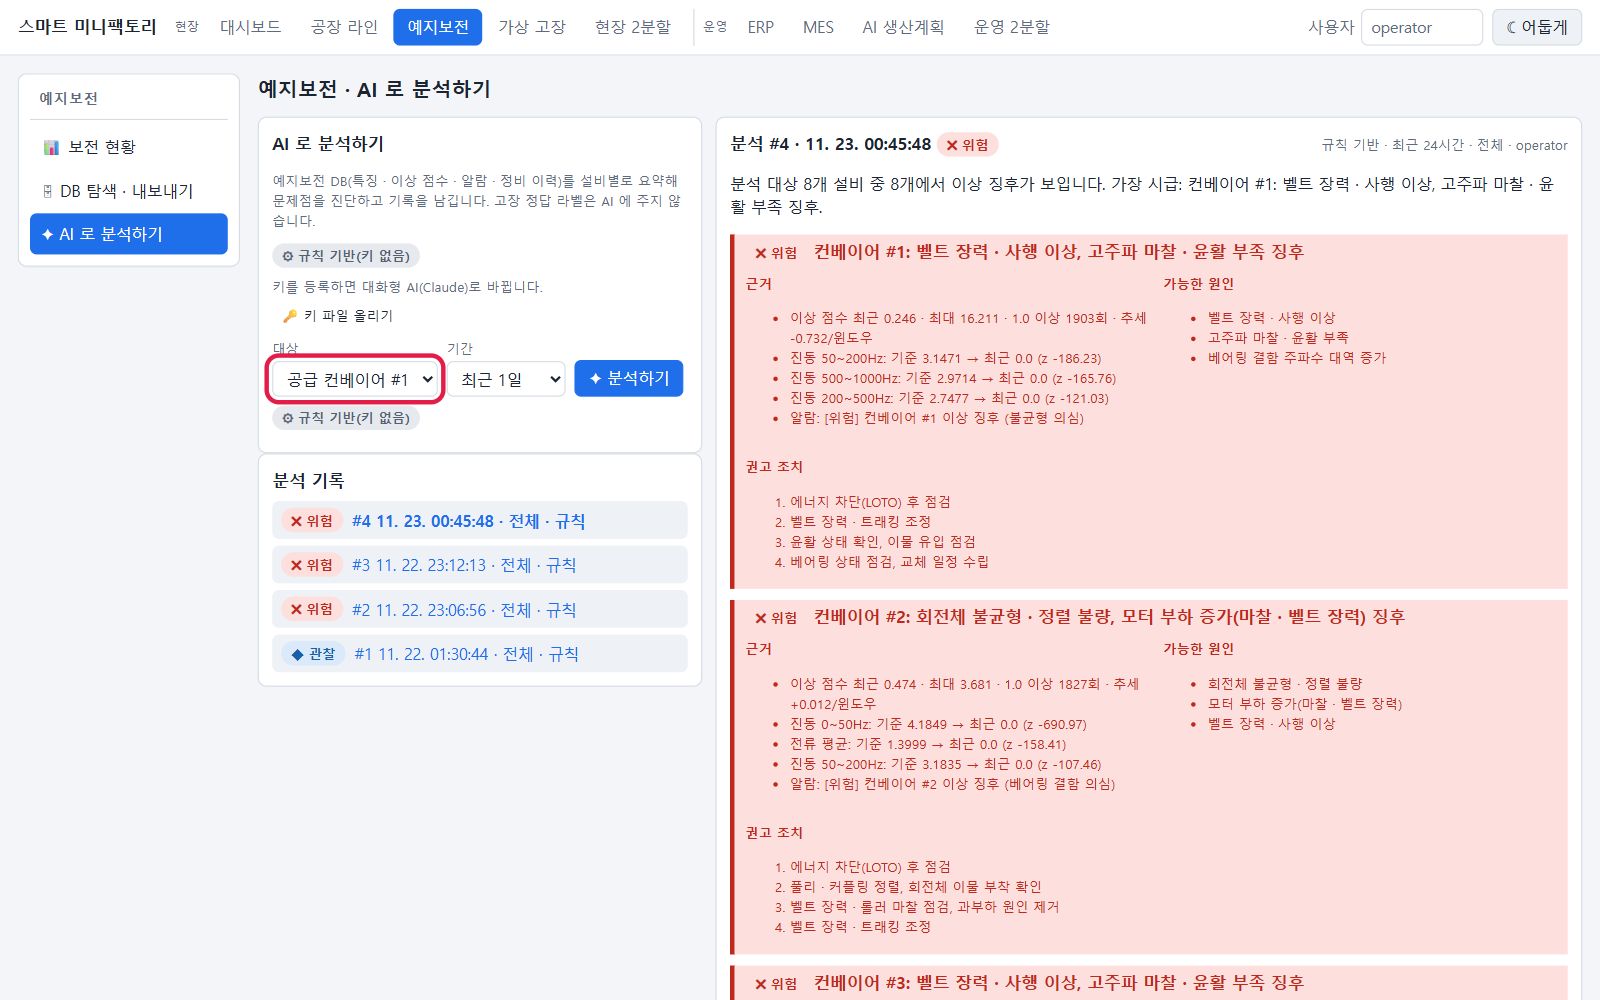 스마트 미니팩토리 현장 대시보드 공장 라인 예지보전 가상 고장 현장 2분할 운영 ERP MES AI 생산계획 운영 2분할 사용자 operator ☾ 어둡게
예지보전
📊 보전 현황
🗄 DB 탐색 · 내보내기
✦ AI 로 분석하기
예지보전 · AI 로 분석하기
AI 로 분석하기
예지보전 DB(특징 · 이상 점수 · 알람 · 정비 이력)를 설비별로 요약해
문제점을 진단하고 기록을 남깁니다. 고장 정답 라벨은 AI 에 주지 않
습니다.
⚙ 규칙 기반(키 없음)
키를 등록하면 대화형 AI(Claude)로 바뀝니다.
🔑 키 파일 올리기
대상 기간
공급 컨베이어 #1 최근 1일 ✦ 분석하기
⚙ 규칙 기반(키 없음)
분석 기록
✕ 위험 #4 11. 23. 00:45:48 · 전체 · 규칙
✕ 위험 #3 11. 22. 23:12:13 · 전체 · 규칙
✕ 위험 #2 11. 22. 23:06:56 · 전체 · 규칙
◆ 관찰 #1 11. 22. 01:30:44 · 전체 · 규칙
분석 #4 · 11. 23. 00:45:48 ✕ 위험 규칙 기반 · 최근 24시간 · 전체 · operator
분석 대상 8개 설비 중 8개에서 이상 징후가 보입니다. 가장 시급: 컨베이어 #1: 벨트 장력 · 사행 이상, 고주파 마찰 · 윤
활 부족 징후.
✕ 위험 컨베이어 #1: 벨트 장력 · 사행 이상, 고주파 마찰 · 윤활 부족 징후
근거
이상 점수 최근 0.246 · 최대 16.211 · 1.0 이상 1903회 · 추세
-0.732/윈도우
진동 50~200Hz: 기준 3.1471 → 최근 0.0 (z -186.23)
진동 500~1000Hz: 기준 2.9714 → 최근 0.0 (z -165.76)
진동 200~500Hz: 기준 2.7477 → 최근 0.0 (z -121.03)
알람: [위험] 컨베이어 #1 이상 징후 (불균형 의심)
가능한 원인
벨트 장력 · 사행 이상
고주파 마찰 · 윤활 부족
베어링 결함 주파수 대역 증가
권고 조치
1. 에너지 차단(LOTO) 후 점검
2. 벨트 장력 · 트래킹 조정
3. 윤활 상태 확인, 이물 유입 점검
4. 베어링 상태 점검, 교체 일정 수립
✕ 위험 컨베이어 #2: 회전체 불균형 · 정렬 불량, 모터 부하 증가(마찰 · 벨트 장력) 징후
근거
이상 점수 최근 0.474 · 최대 3.681 · 1.0 이상 1827회 · 추세
+0.012/윈도우
진동 0~50Hz: 기준 4.1849 → 최근 0.0 (z -690.97)
전류 평균: 기준 1.3999 → 최근 0.0 (z -158.41)
진동 50~200Hz: 기준 3.1835 → 최근 0.0 (z -107.46)
알람: [위험] 컨베이어 #2 이상 징후 (베어링 결함 의심)
가능한 원인
회전체 불균형 · 정렬 불량
모터 부하 증가(마찰 · 벨트 장력)
벨트 장력 · 사행 이상
권고 조치
1. 에너지 차단(LOTO) 후 점검
2. 풀리 · 커플링 정렬, 회전체 이물 부착 확인
3. 벨트 장력 · 롤러 마찰 점검, 과부하 원인 제거
4. 벨트 장력 · 트래킹 조정
✕ 위험 컨베이어 #3: 벨트 장력 · 사행 이상, 고주파 마찰 · 윤활 부족 징후